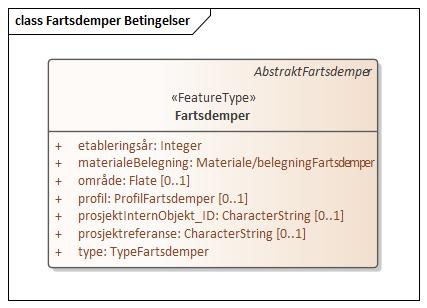 class Fartsdemper Betingelser
AbstraktFartsdemper
«FeatureType»
Fartsdemper
+ etableringsår: Integer
+ materialeBelegning: Materiale/belegningFartsdemper
+ område: Flate [0..1]
+ profil: ProfilFartsdemper [0..1]
+ prosjektInternObjekt_ID: CharacterString [0..1]
+ prosjektreferanse: CharacterString [0..1]
+ type: TypeFartsdemper